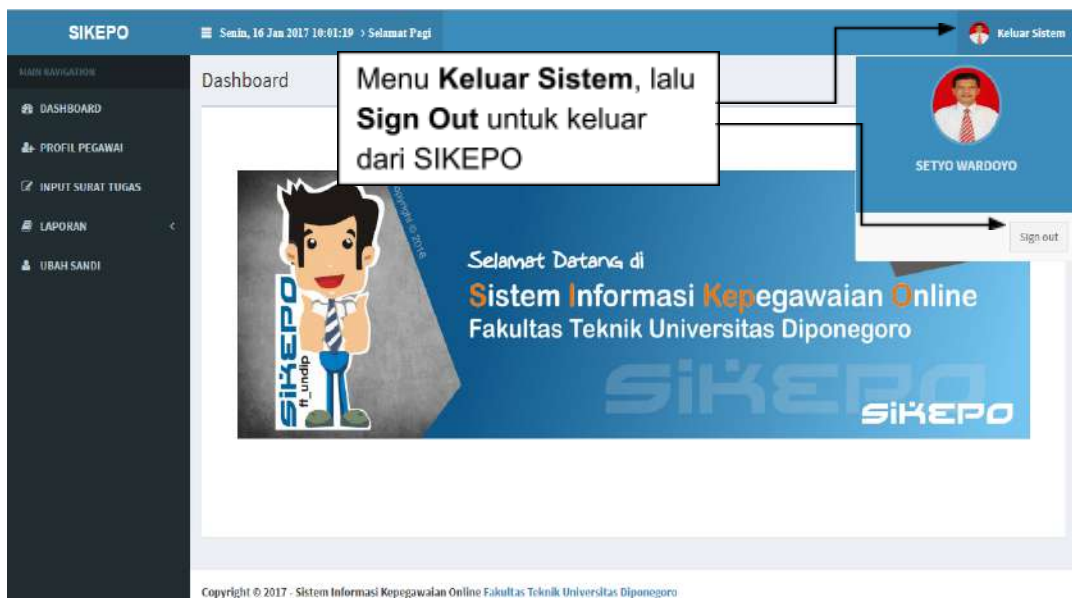 SIKEPO
Senin, 16 Jan 2017 10:01:19 > Selamat Pagi
Keluar Sistem
MAIN NAVIGATION
DASHBOARD
PROFIL PEGAWAI
INPUT SURAT TUGAS
LAPORAN
UBAH SANDI
Dashboard
Menu Keluar Sistem, lalu
Sign Out untuk keluar
dari SIKEPO
SETYO WARDOYO
Sign out
copyright © 2016
SIKEPO
ft_undip
Selamat Datang di
Sistem Informasi Kepegawaian Online
Fakultas Teknik Universitas Diponegoro
SIKEPO
SIKEPO
Copyright © 2017 - Sistem Informasi Kepegawaian Online Fakultas Teknik Universitas Diponegoro